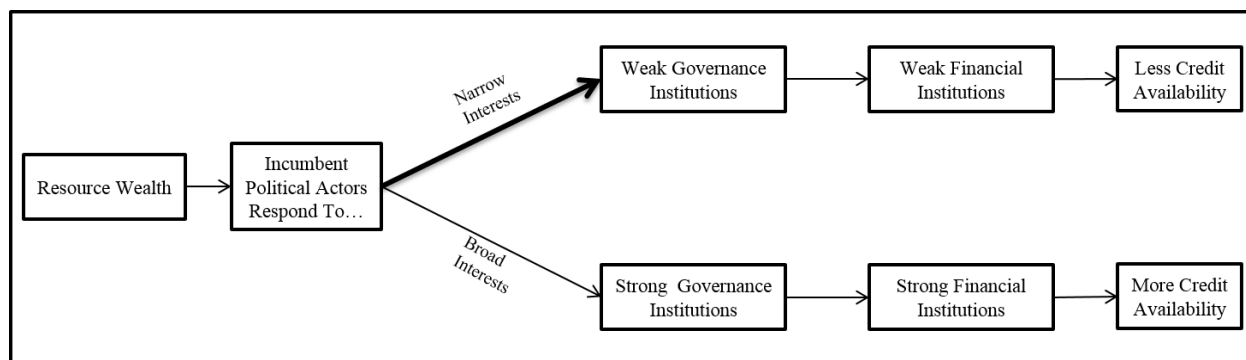 Resource Wealth
Incumbent
Political Actors
Respond To…
Narrow
Interests
Weak Governance
Institutions
Weak Financial
Institutions
Less Credit
Availability
Broad
Interests
Strong  Governance
Institutions
Strong Financial
Institutions
More Credit
Availability